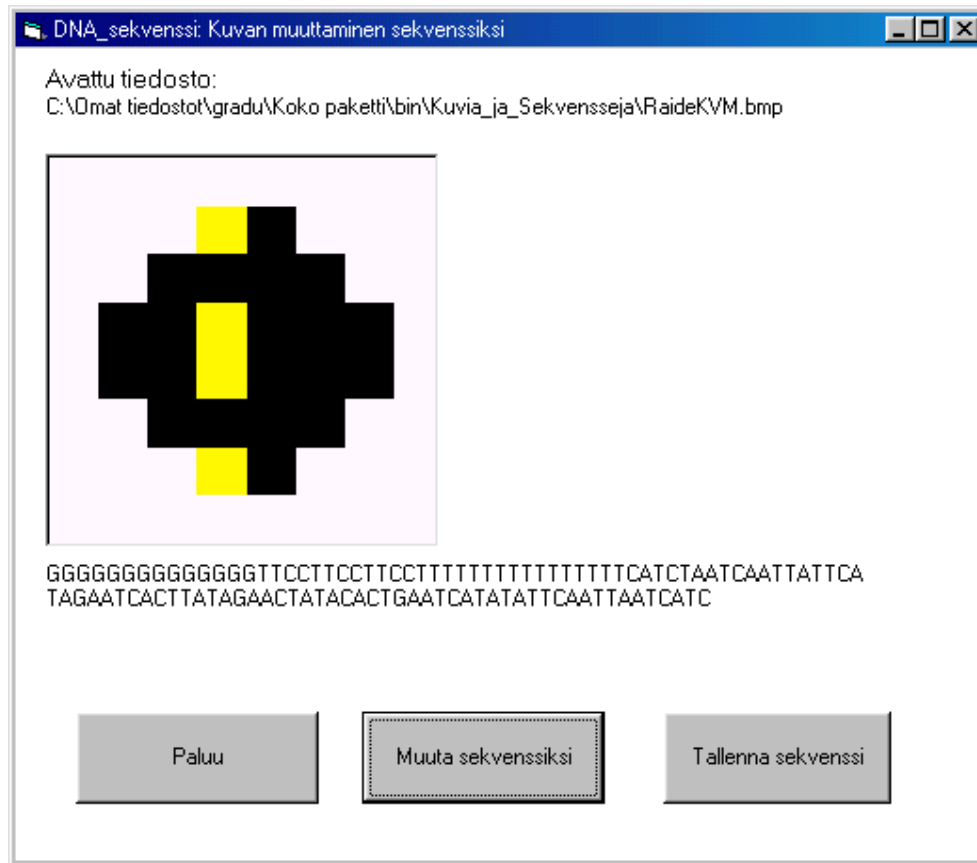 DNA_sekvenssi: Kuvan muuttaminen sekvenssiksi
Avattu tiedosto:
C:\Omat tiedostot\gradu\Koko paketti\bin\Kuvia_ja_Sekvensseja\RaideKVM.bmp
GGGGGGGGGGGGGGTTCCTTCCTTCCTTTTTTTTTTTTTTTTCATCTAATCAATTATTCA
TAGAATCACTTATAGAACTATACACTGAATCATATATTCAATTAATCATC
Paluu
Muuta sekvenssiksi
Tallenna sekvenssi